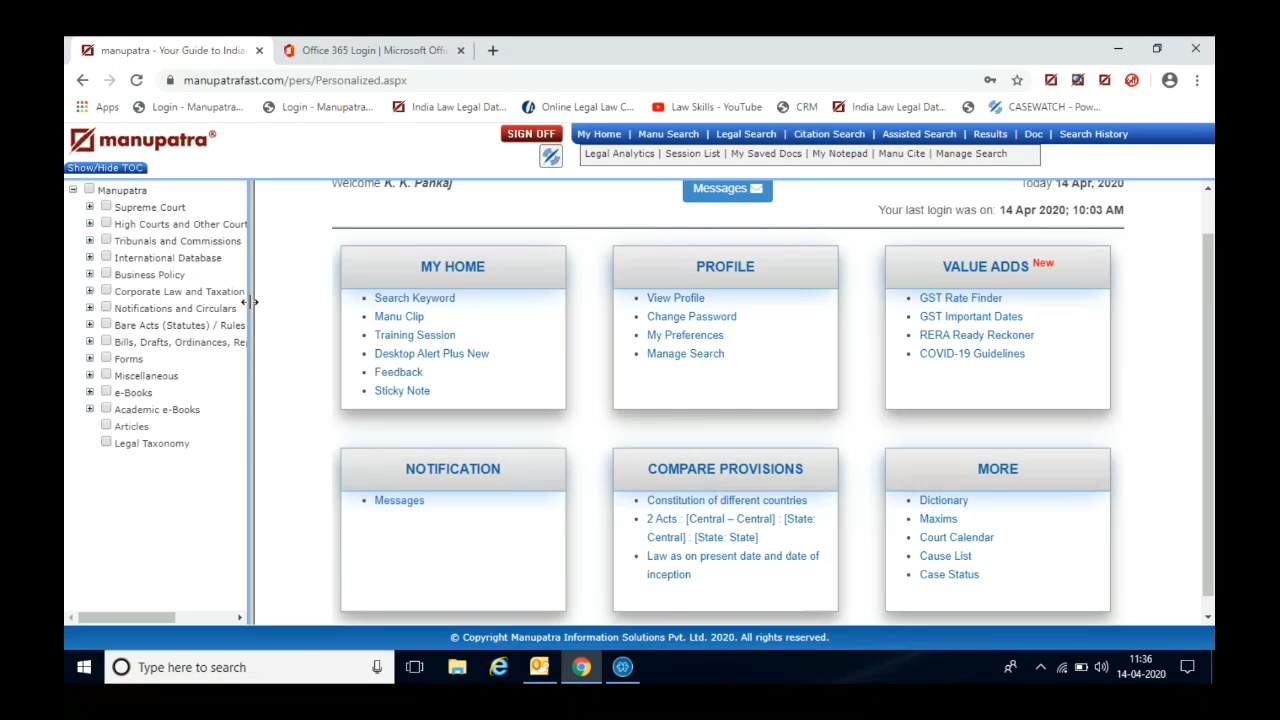 manupatra - Your Guide to India
Office 365 Login | Microsoft Offi
manupatrafast.com/pers/Personalized.aspx
Apps
Login - Manupatra...
Login - Manupatra...
India Law Legal Dat...
Online Legal Law C...
Law Skills - YouTube
CRM
India Law Legal Dat...
CASEWATCH - Pow...
manupatra®
SIGN OFF
My Home | Manu Search | Legal Search | Citation Search | Assisted Search | Results | Doc | Search History
Legal Analytics | Session List | My Saved Docs | My Notepad | Manu Cite | Manage Search
Show/Hide TOC
Manupatra
Supreme Court
High Courts and Other Court
Tribunals and Commissions
International Database
Business Policy
Corporate Law and Taxation
Notifications and Circulars
Bare Acts (Statutes) / Rules
Bills, Drafts, Ordinances, Rep
Forms
Miscellaneous
e-Books
Academic e-Books
Articles
Legal Taxonomy
Welcome K. K. Pankaj
Messages
Today 14 Apr, 2020
Your last login was on: 14 Apr 2020; 10:03 AM
MY HOME
Search Keyword
Manu Clip
Training Session
Desktop Alert Plus New
Feedback
Sticky Note
PROFILE
View Profile
Change Password
My Preferences
Manage Search
VALUE ADDS New
GST Rate Finder
GST Important Dates
RERA Ready Reckoner
COVID-19 Guidelines
NOTIFICATION
Messages
COMPARE PROVISIONS
Constitution of different countries
2 Acts : [Central – Central] : [State:
Central] : [State: State]
Law as on present date and date of
inception
MORE
Dictionary
Maxims
Court Calendar
Cause List
Case Status
© Copyright Manupatra Information Solutions Pvt. Ltd. 2020. All rights reserved.
Type here to search
11:36
14-04-2020